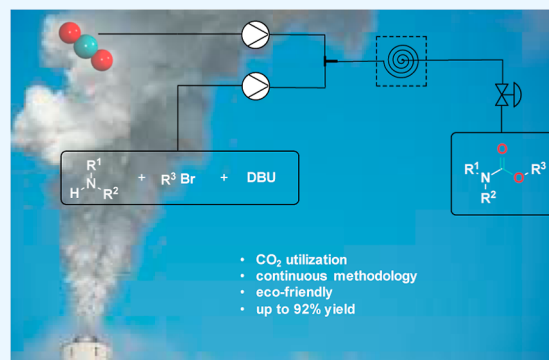 R¹
H N R²
+ R³ Br + DBU
O
R¹ N O R³
R²
• CO₂ utilization
• continuous methodology
• eco-friendly
• up to 92% yield